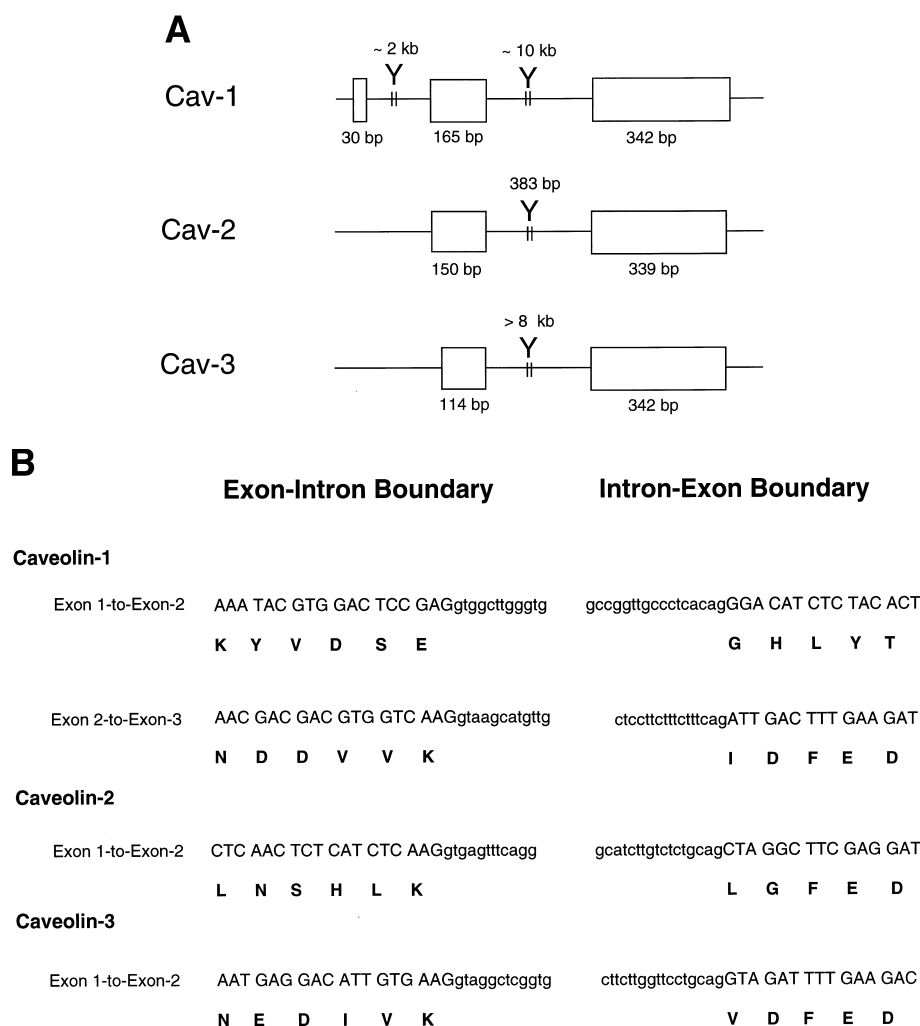 A
~ 2 kb ~ 10 kb
Cav-1
30 bp 165 bp 342 bp
383 bp
Cav-2
150 bp 339 bp
> 8 kb
Cav-3
114 bp 342 bp
B
Exon-Intron Boundary Intron-Exon Boundary
Caveolin-1
Exon 1-to-Exon-2 AAA TAC GTG GAC TCC GAGgtggcttgggtg gccggttgccctcacagGGA CAT CTC TAC ACT
K Y V D S E G H L Y T
Exon 2-to-Exon-3 AAC GAC GAC GTG GTC AAGgtaagcatgttg ctccttctttctttcagATT GAC TTT GAA GAT
N D D V V K I D F E D
Caveolin-2
Exon 1-to-Exon-2 CTC AAC TCT CAT CTC AAGgtgagtttcagg gcatcttgtctctgcagCTA GGC TTC GAG GAT
L N S H L K L G F E D
Caveolin-3
Exon 1-to-Exon-2 AAT GAG GAC ATT GTG AAGgtaggctcggtg cttcttggttcctgcagGTA GAT TTT GAA GAC
N E D I V K V D F E D